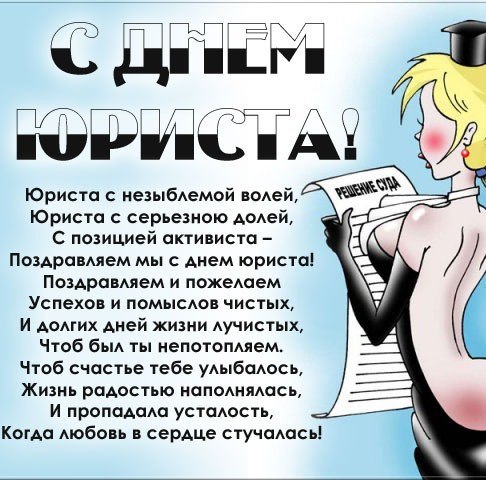 С ДНЕМ
ЮРИСТА!
Юриста с незыблемой волей,
Юриста с серьезною долей,
С позицией активиста –
Поздравляем мы с днем юриста!
Поздравляем и пожелаем
Успехов и помыслов чистых,
И долгих дней жизни лучистых,
Чтоб был ты непотопляем.
Чтоб счастье тебе улыбалось,
Жизнь радостью наполнялась,
И пропадала усталость,
Когда любовь в сердце стучалась!
РЕШЕНИЕ СУДА